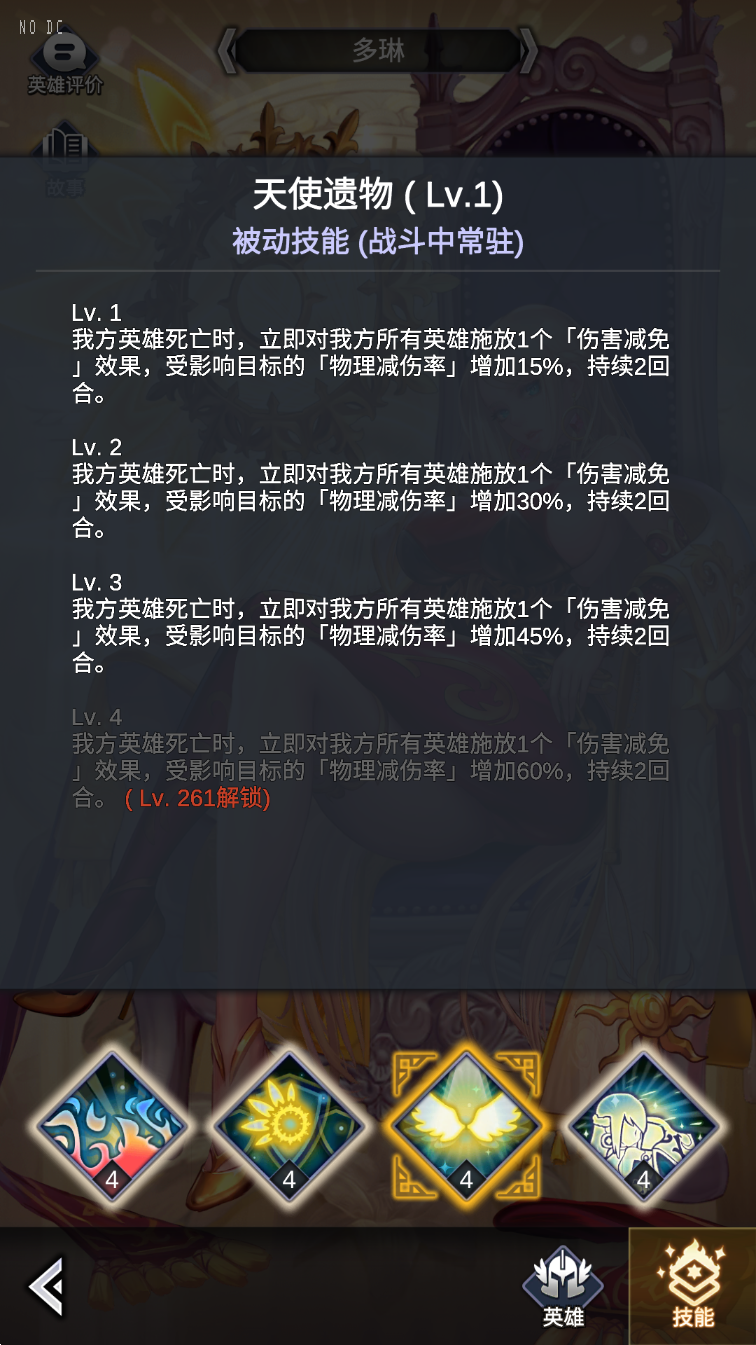 NO DC
多琳
英雄评价
故事
天使遗物 ( Lv.1)
被动技能 (战斗中常驻)
Lv. 1
我方英雄死亡时，立即对我方所有英雄施放1个「伤害减免
」效果，受影响目标的「物理减伤率」增加15%，持续2回
合。
Lv. 2
我方英雄死亡时，立即对我方所有英雄施放1个「伤害减免
」效果，受影响目标的「物理减伤率」增加30%，持续2回
合。
Lv. 3
我方英雄死亡时，立即对我方所有英雄施放1个「伤害减免
」效果，受影响目标的「物理减伤率」增加45%，持续2回
合。
Lv. 4
我方英雄死亡时，立即对我方所有英雄施放1个「伤害减免
」效果，受影响目标的「物理减伤率」增加60%，持续2回
合。 ( Lv. 261解锁)
4
4
4
4
英雄
技能